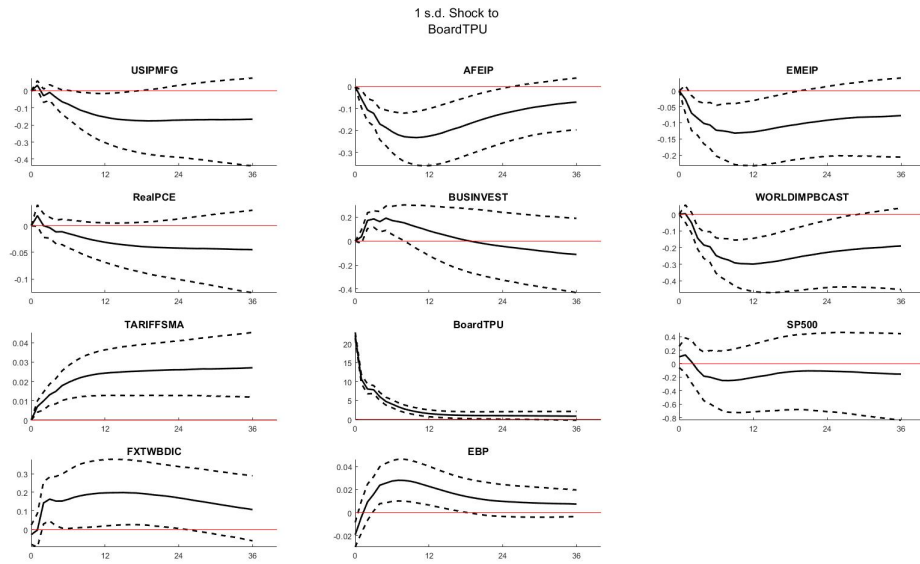 1 s.d. Shock to
BoardTPU
USIPMFG
0
-0.1
-0.2
-0.3
-0.4
0 12 24 36
AFEIP
0
-0.1
-0.2
-0.3
0 12 24 36
EMEIP
0
-0.05
-0.1
-0.15
-0.2
0 12 24 36
RealPCE
0
-0.05
-0.1
0 12 24 36
BUSINVEST
0.2
0
-0.2
-0.4
0 12 24 36
WORLDIMPBCAST
0
-0.1
-0.2
-0.3
-0.4
0 12 24 36
TARIFFSMA
0.04
0.03
0.02
0.01
0
0 12 24 36
BoardTPU
20
15
10
5
0
0 12 24 36
SP500
0.4
0.2
0
-0.2
-0.4
-0.6
-0.8
0 12 24 36
FXTWBDIC
0.3
0.2
0.1
0
0 12 24 36
EBP
0.04
0.02
0
-0.02
0 12 24 36